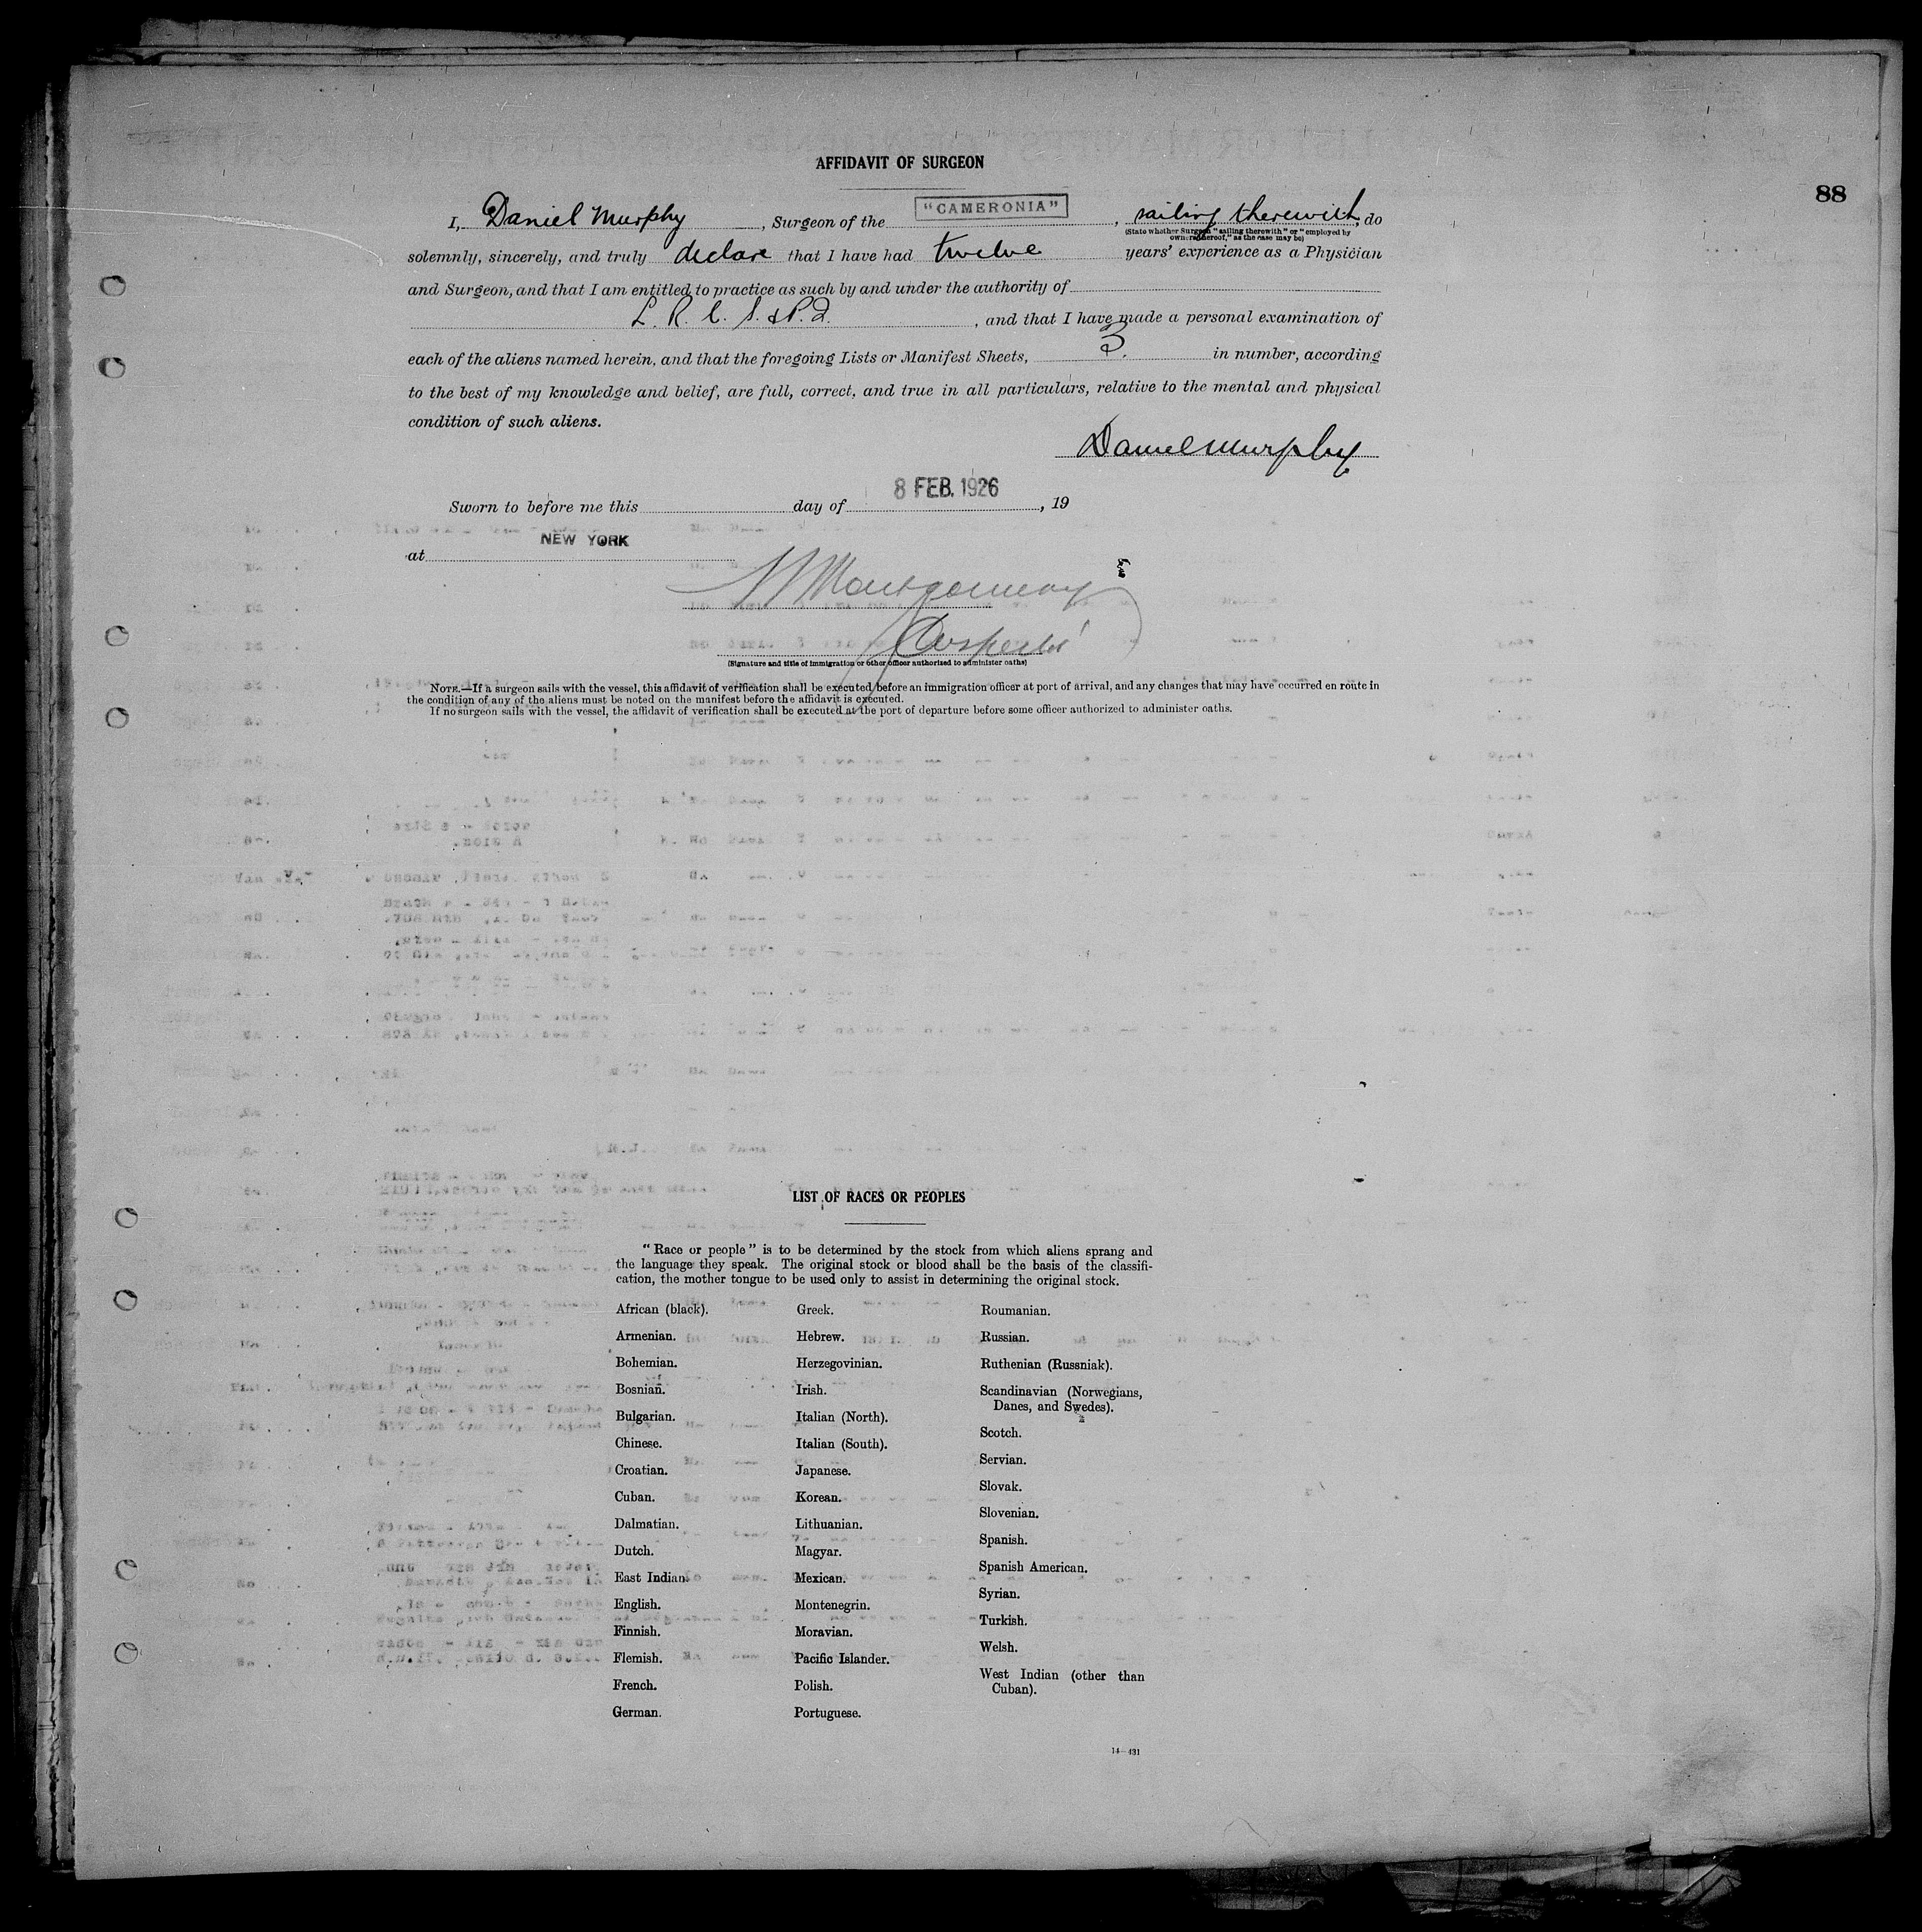 88
AFFIDAVIT OF SURGEON
I, Daniel Murphy, Surgeon of the "CAMERONIA", sailing therewith, do
(State whether Surgeon "sailing therewith" or "employed by
owners thereof," as the case may be)
solemnly, sincerely, and truly declare that I have had twelve years' experience as a Physician
and Surgeon, and that I am entitled to practice as such by and under the authority of
L. R. C. S. & P. I., and that I have made a personal examination of
each of the aliens named herein, and that the foregoing Lists or Manifest Sheets, 3. in number, according
to the best of my knowledge and belief, are full, correct, and true in all particulars, relative to the mental and physical
condition of such aliens.
Daniel Murphy
Sworn to before me this day of 8 FEB. 1926, 19
at NEW YORK
Montgomery
Inspector
(Signature and title of immigration or other officer authorized to administer oaths)
NOTE.—If a surgeon sails with the vessel, this affidavit of verification shall be executed before an immigration officer at port of arrival, and any changes that may have occurred en route in
the condition of any of the aliens must be noted on the manifest before the affidavit is executed.
If no surgeon sails with the vessel, the affidavit of verification shall be executed at the port of departure before some officer authorized to administer oaths.
LIST OF RACES OR PEOPLES
"Race or people" is to be determined by the stock from which aliens sprang and
the language they speak. The original stock or blood shall be the basis of the classifi-
cation, the mother tongue to be used only to assist in determining the original stock.
African (black).
Armenian.
Bohemian.
Bosnian.
Bulgarian.
Chinese.
Croatian.
Cuban.
Dalmatian.
Dutch.
East Indian.
English.
Finnish.
Flemish.
French.
German.
Greek.
Hebrew.
Herzegovinian.
Irish.
Italian (North).
Italian (South).
Japanese.
Korean.
Lithuanian.
Magyar.
Mexican.
Montenegrin.
Moravian.
Pacific Islander.
Polish.
Portuguese.
Roumanian.
Russian.
Ruthenian (Russniak).
Scandinavian (Norwegians,
Danes, and Swedes).
Scotch.
Servian.
Slovak.
Slovenian.
Spanish.
Spanish American.
Syrian.
Turkish.
Welsh.
West Indian (other than
Cuban).
14—431